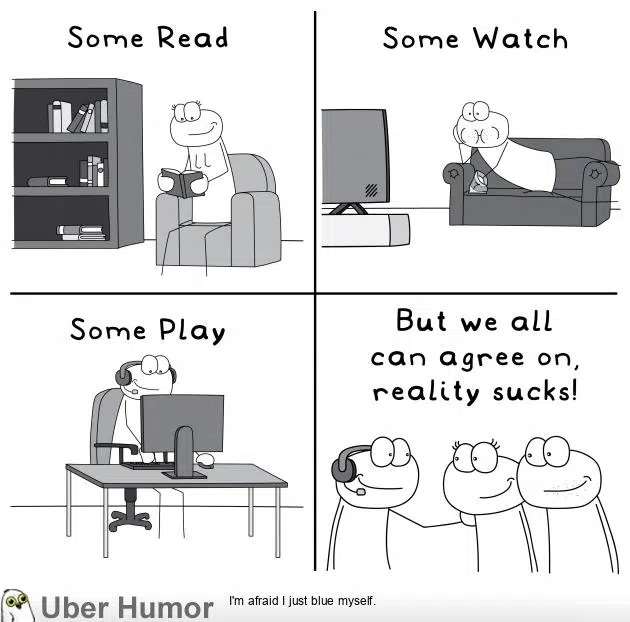 Some Read
Some Watch
Some Play
But we all
can agree on,
reality sucks!
Uber Humor
I'm afraid I just blue myself.